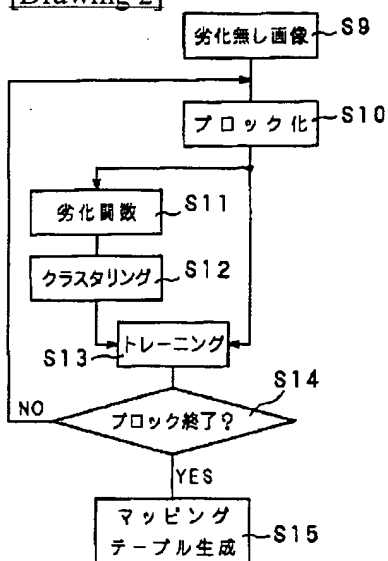 [Drawing 2]
劣化無し画像 S9
ブロック化 S10
劣化関数 S11
クラスタリング S12
トレーニング
S13
S14
ブロック終了?
NO
YES
マッピング
テーブル生成 S15